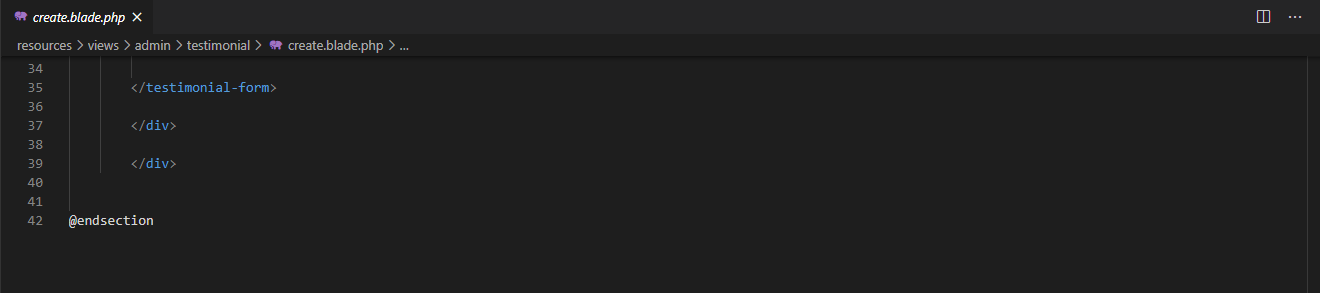 create.blade.php
resources > views > admin > testimonial > create.blade.php > ...
34
35 </testimonial-form>
36
37 </div>
38
39 </div>
40
41
42 @endsection